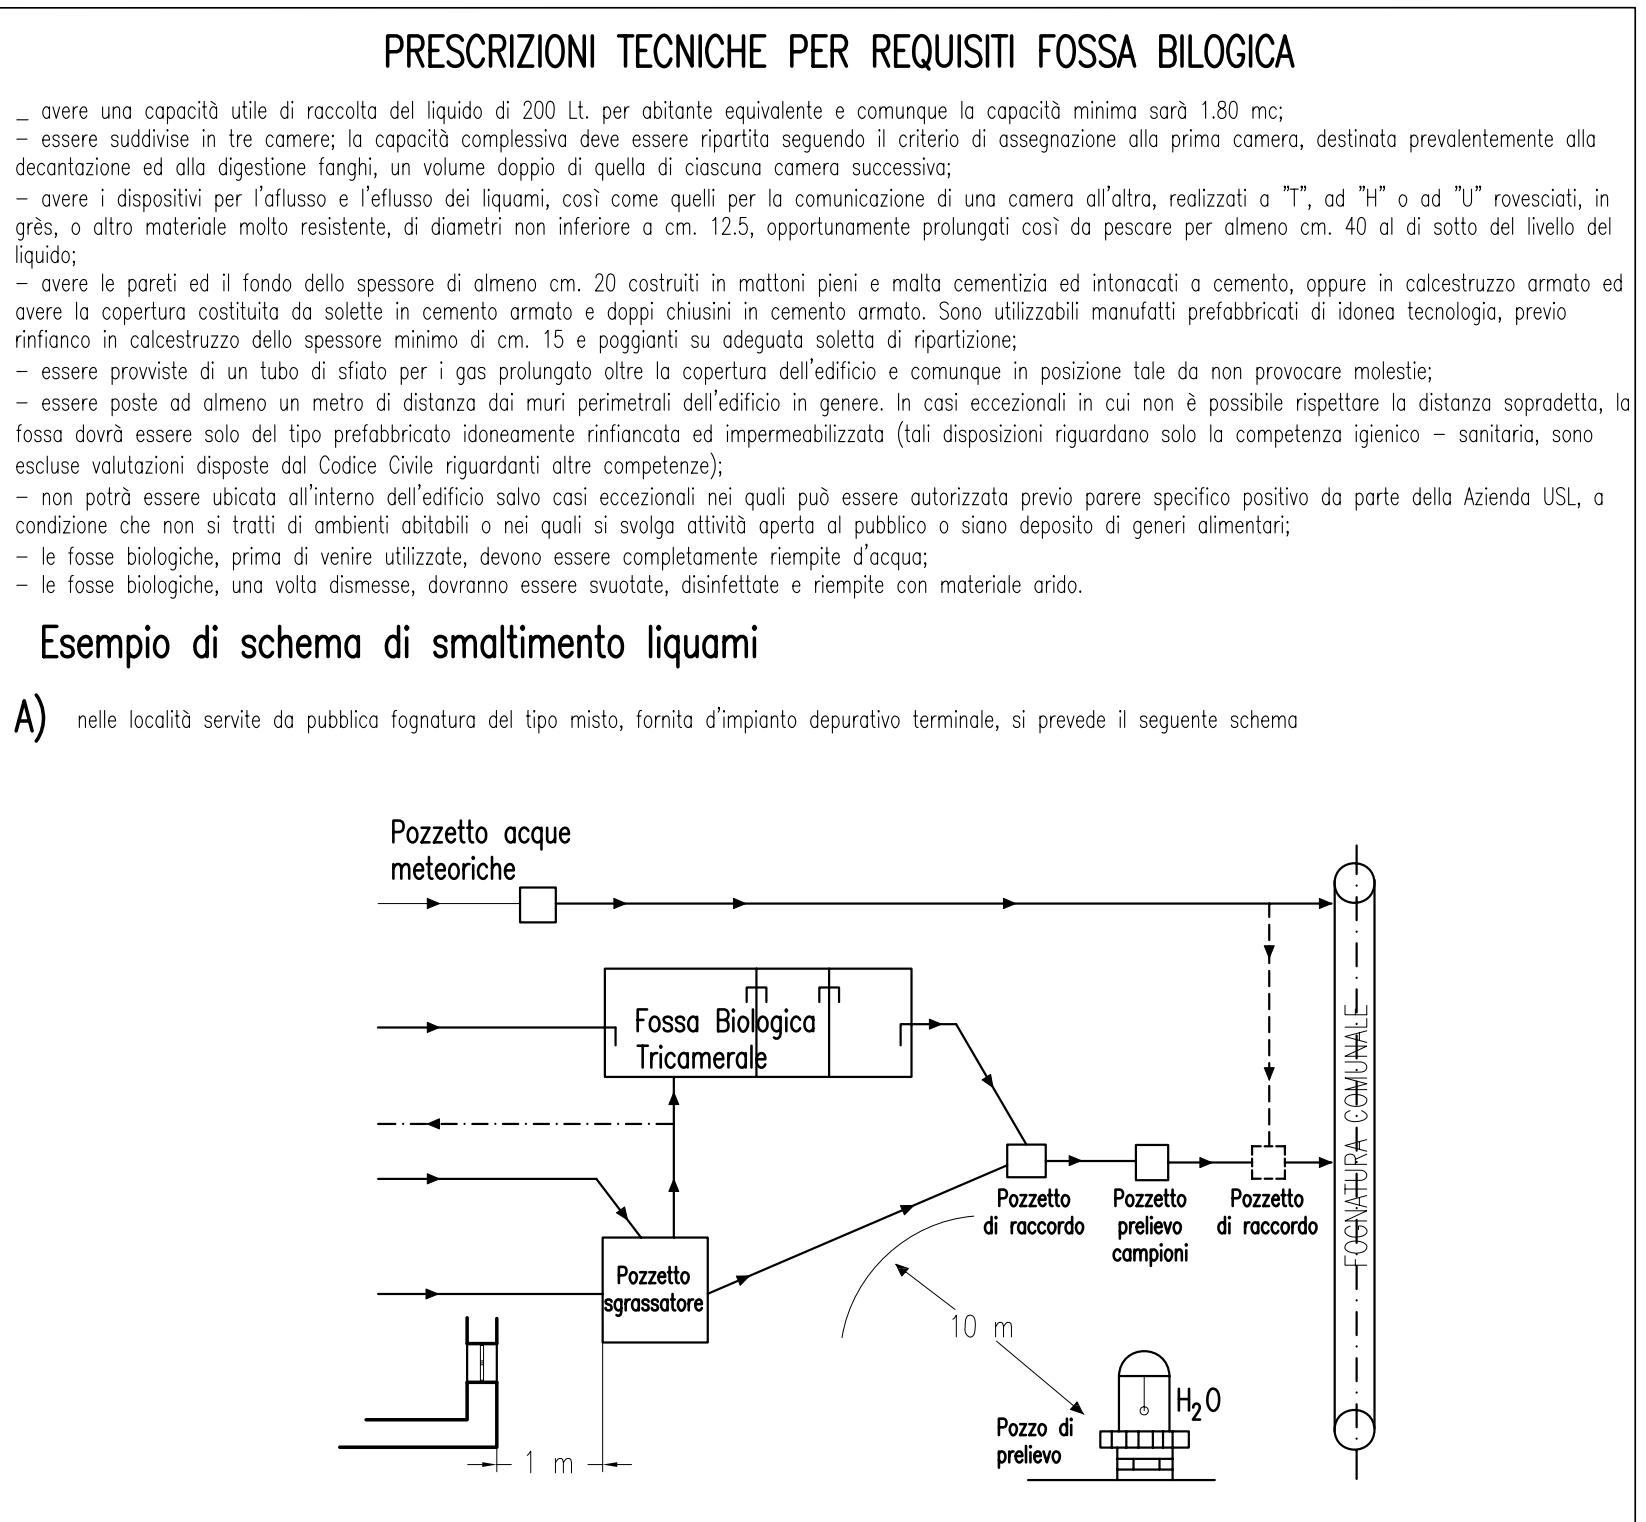 PRESCRIZIONI TECNICHE PER REQUISITI FOSSA BILOGICA
_ avere una capacità utile di raccolta del liquido di 200 Lt. per abitante equivalente e comunque la capacità minima sarà 1.80 mc;
– essere suddivise in tre camere; la capacità complessiva deve essere ripartita seguendo il criterio di assegnazione alla prima camera, destinata prevalentemente alla
decantazione ed alla digestione fanghi, un volume doppio di quella di ciascuna camera successiva;
– avere i dispositivi per l'aflusso e l'eflusso dei liquami, così come quelli per la comunicazione di una camera all'altra, realizzati a "T", ad "H" o ad "U" rovesciati, in
grès, o altro materiale molto resistente, di diametri non inferiore a cm. 12.5, opportunamente prolungati così da pescare per almeno cm. 40 al di sotto del livello del
liquido;
– avere le pareti ed il fondo dello spessore di almeno cm. 20 costruiti in mattoni pieni e malta cementizia ed intonacati a cemento, oppure in calcestruzzo armato ed
avere la copertura costituita da solette in cemento armato e doppi chiusini in cemento armato. Sono utilizzabili manufatti prefabbricati di idonea tecnologia, previo
rinfianco in calcestruzzo dello spessore minimo di cm. 15 e poggianti su adeguata soletta di ripartizione;
– essere provviste di un tubo di sfiato per i gas prolungato oltre la copertura dell'edificio e comunque in posizione tale da non provocare molestie;
– essere poste ad almeno un metro di distanza dai muri perimetrali dell'edificio in genere. In casi eccezionali in cui non è possibile rispettare la distanza sopradetta, la
fossa dovrà essere solo del tipo prefabbricato idoneamente rinfiancata ed impermeabilizzata (tali disposizioni riguardano solo la competenza igienico – sanitaria, sono
escluse valutazioni disposte dal Codice Civile riguardanti altre competenze);
– non potrà essere ubicata all'interno dell'edificio salvo casi eccezionali nei quali può essere autorizzata previo parere specifico positivo da parte della Azienda USL, a
condizione che non si tratti di ambienti abitabili o nei quali si svolga attività aperta al pubblico o siano deposito di generi alimentari;
– le fosse biologiche, prima di venire utilizzate, devono essere completamente riempite d'acqua;
– le fosse biologiche, una volta dismesse, dovranno essere svuotate, disinfettate e riempite con materiale arido.
Esempio di schema di smaltimento liquami
A) nelle località servite da pubblica fognatura del tipo misto, fornita d'impianto depurativo terminale, si prevede il seguente schema
Pozzetto acque
meteoriche
Fossa Biologica
Tricamerale
Pozzetto
di raccordo
Pozzetto
prelievo
campioni
Pozzetto
di raccordo
FOGNATURA COMUNALE
Pozzetto
sgrassatore
10 m
H2O
Pozzo di
prelievo
1 m